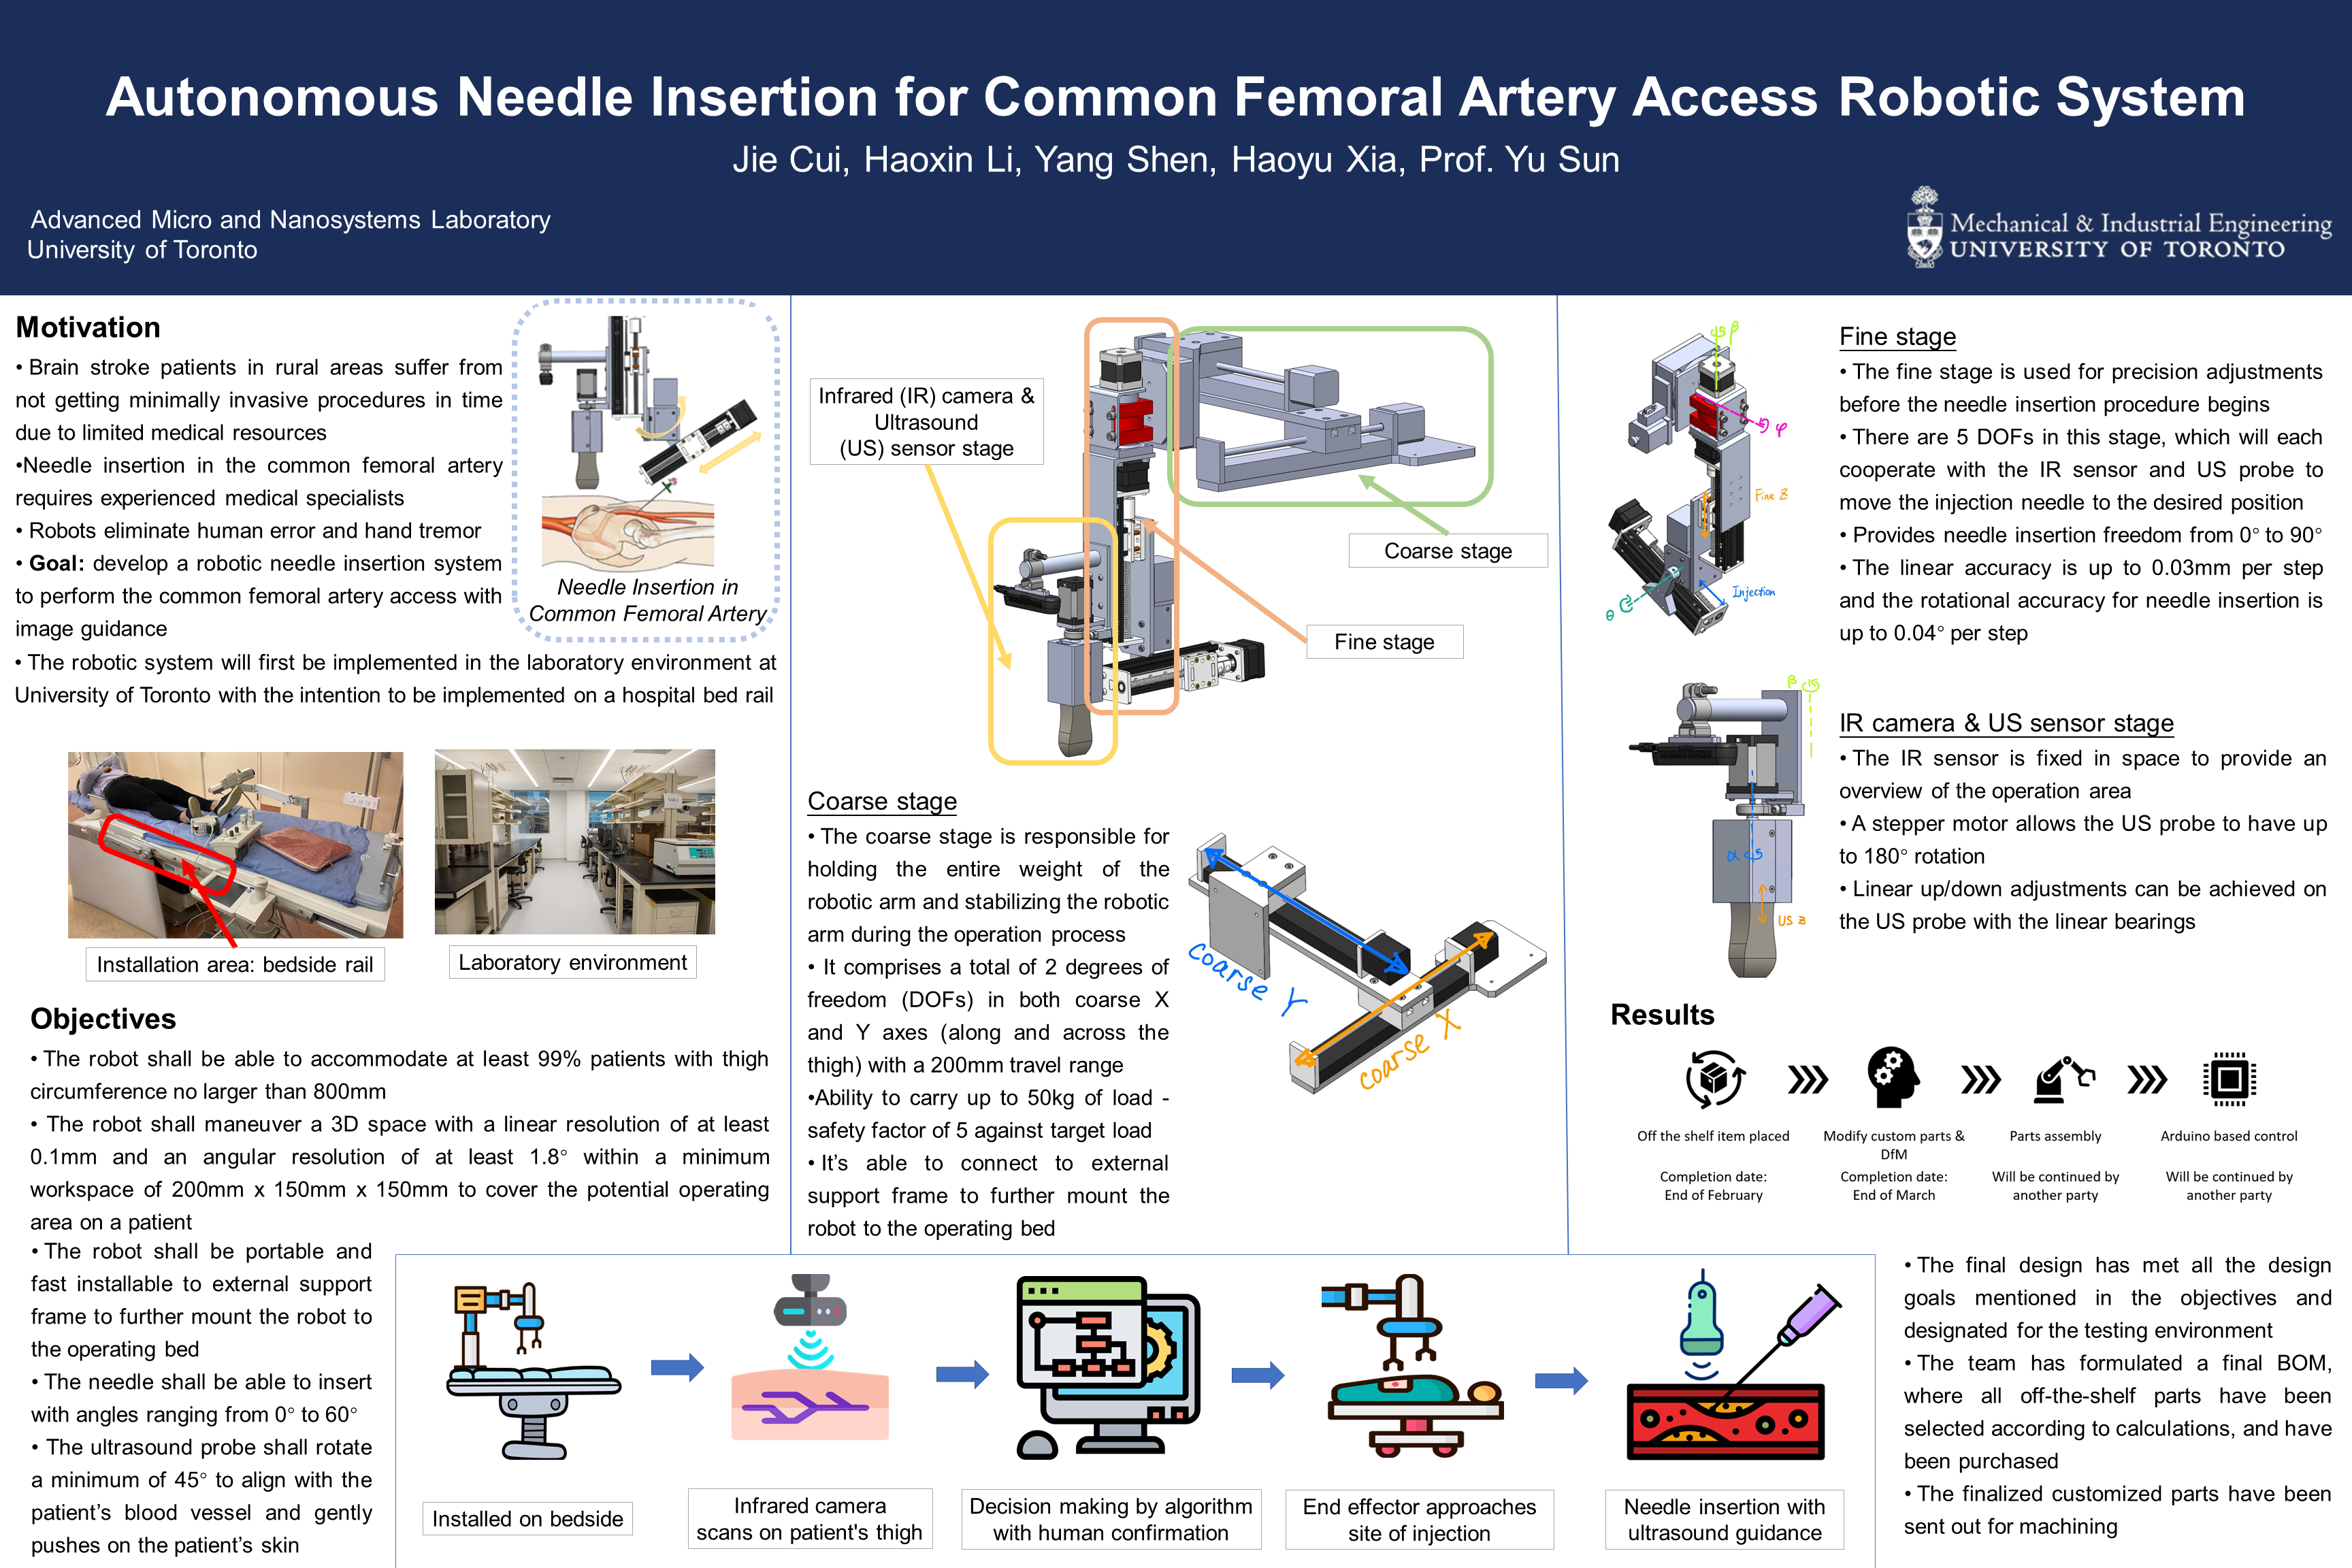 Autonomous Needle Insertion for Common Femoral Artery Access Robotic System
Jie Cui, Haoxin Li, Yang Shen, Haoyu Xia, Prof. Yu Sun
Advanced Micro and Nanosystems Laboratory
University of Toronto
Mechanical & Industrial Engineering
UNIVERSITY OF TORONTO
Motivation
• Brain stroke patients in rural areas suffer from
not getting minimally invasive procedures in time
due to limited medical resources
•Needle insertion in the common femoral artery
requires experienced medical specialists
• Robots eliminate human error and hand tremor
• Goal: develop a robotic needle insertion system
to perform the common femoral artery access with
image guidance
• The robotic system will first be implemented in the laboratory environment at
University of Toronto with the intention to be implemented on a hospital bed rail
Needle Insertion in
Common Femoral Artery
Installation area: bedside rail
Laboratory environment
Objectives
• The robot shall be able to accommodate at least 99% patients with thigh
circumference no larger than 800mm
• The robot shall maneuver a 3D space with a linear resolution of at least
0.1mm and an angular resolution of at least 1.8° within a minimum
workspace of 200mm x 150mm x 150mm to cover the potential operating
area on a patient
• The robot shall be portable and
fast installable to external support
frame to further mount the robot to
the operating bed
• The needle shall be able to insert
with angles ranging from 0° to 60°
• The ultrasound probe shall rotate
a minimum of 45° to align with the
patient's blood vessel and gently
pushes on the patient's skin
Infrared (IR) camera &
Ultrasound
(US) sensor stage
Coarse stage
Fine stage
Coarse stage
• The coarse stage is responsible for
holding the entire weight of the
robotic arm and stabilizing the robotic
arm during the operation process
• It comprises a total of 2 degrees of
freedom (DOFs) in both coarse X
and Y axes (along and across the
thigh) with a 200mm travel range
•Ability to carry up to 50kg of load -
safety factor of 5 against target load
• It's able to connect to external
support frame to further mount the
robot to the operating bed
coarse Y
coarse X
β
φ
Fine Z
Injection
θ
Fine stage
• The fine stage is used for precision adjustments
before the needle insertion procedure begins
• There are 5 DOFs in this stage, which will each
cooperate with the IR sensor and US probe to
move the injection needle to the desired position
• Provides needle insertion freedom from 0° to 90°
• The linear accuracy is up to 0.03mm per step
and the rotational accuracy for needle insertion is
up to 0.04° per step
β
α
US Z
IR camera & US sensor stage
• The IR sensor is fixed in space to provide an
overview of the operation area
• A stepper motor allows the US probe to have up
to 180° rotation
• Linear up/down adjustments can be achieved on
the US probe with the linear bearings
Results
Off the shelf item placed
Completion date:
End of February
Modify custom parts &
DfM
Completion date:
End of March
Parts assembly
Will be continued by
another party
Arduino based control
Will be continued by
another party
• The final design has met all the design
goals mentioned in the objectives and
designated for the testing environment
• The team has formulated a final BOM,
where all off-the-shelf parts have been
selected according to calculations, and have
been purchased
• The finalized customized parts have been
sent out for machining
Installed on bedside
Infrared camera
scans on patient's thigh
Decision making by algorithm
with human confirmation
End effector approaches
site of injection
Needle insertion with
ultrasound guidance